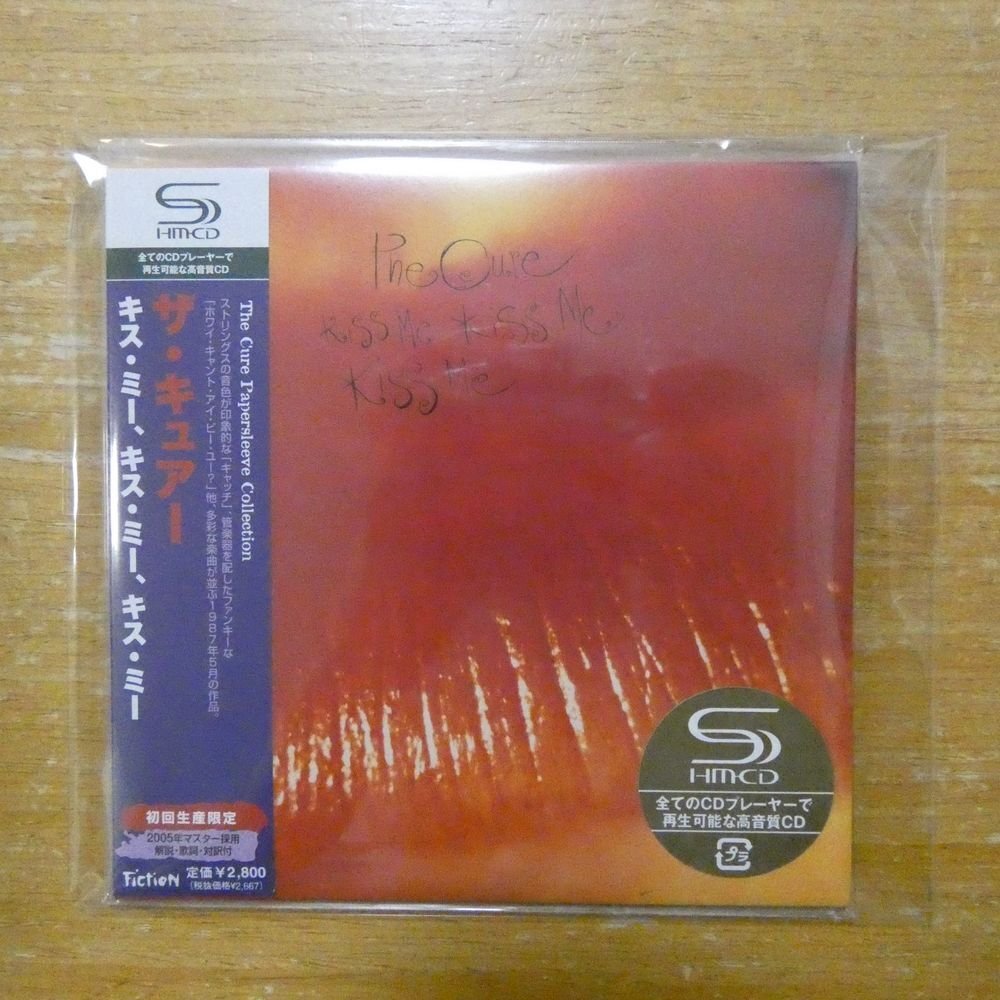 SHM-CD
全てのCDプレーヤーで
再生可能な高音質CD
The Cure Papersleeve Collection
ストリングスの音色が印象的な「キャッチ」、管楽器を配したファンキーな
「ホワイ・キャント・アイ・ビー・ユー?」他、多彩な楽曲が並ぶ1987年5月の作品。
ザ・キュアー
キス・ミー、キス・ミー、キス・ミー
初回生産限定
2005年マスター採用
解説・歌詞・対訳付
Fiction
定価¥2,800
(税抜価格¥2,667)
The Cure
Kiss Me Kiss Me
Kiss Me
SHM-CD
全てのCDプレーヤーで
再生可能な高音質CD
プラ